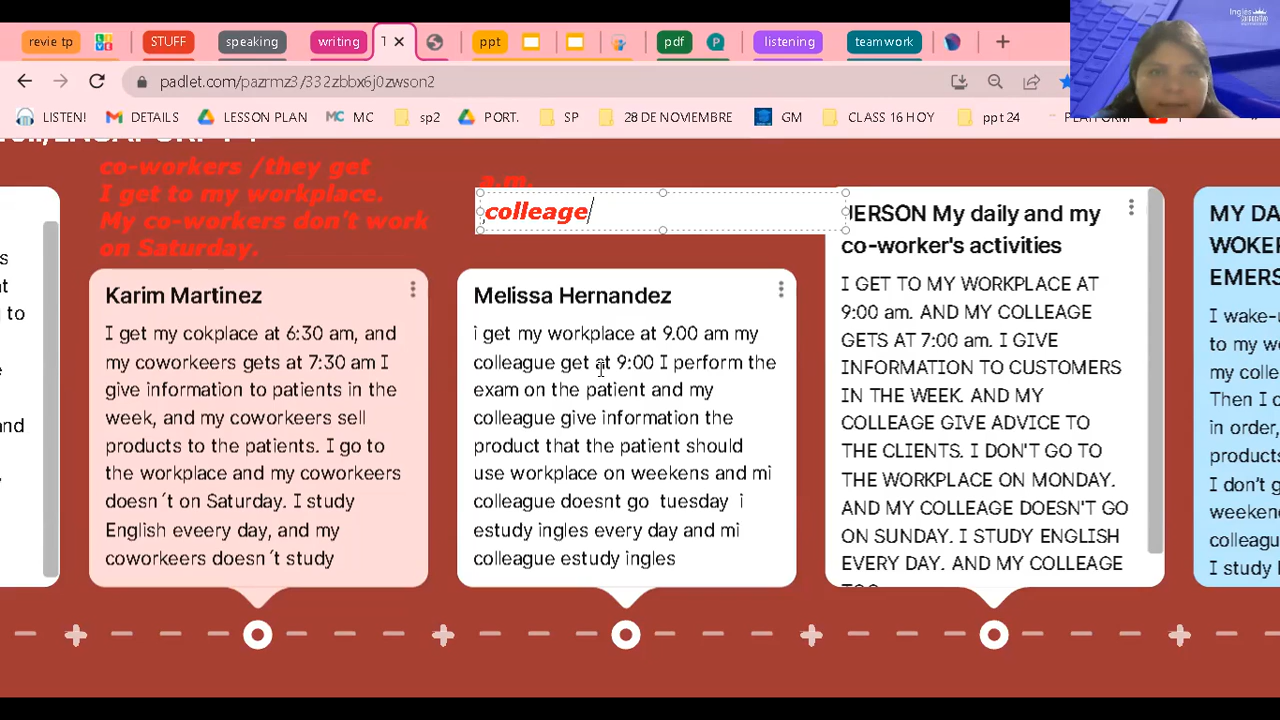 Ingles
revie tp
STUFF
speaking
writing
ppt
pdf
listening
teamwork
padlet.com/pazrmz3/332zbbx6j0zwson2
LISTEN!
DETAILS
LESSON PLAN
MC
sp2
PORT.
SP
28 DE NOVIEMBRE
GM
CLASS 16 HOY
ppt 24
co-workers /they get
I get to my workplace.
My co-workers don't work
on Saturday.
a.m.
colleage
Karim Martinez
I get my cokplace at 6:30 am, and
my coworkeers gets at 7:30 am I
give information to patients in the
week, and my coworkeers sell
products to the patients. I go to
the workplace and my coworkeers
doesn´t on Saturday. I study
English eveery day, and my
coworkeers doesn´t study
Melissa Hernandez
i get my workplace at 9.00 am my
colleague get at 9:00 I perform the
exam on the patient and my
colleague give information the
product that the patient should
use workplace on weekens and mi
colleague doesnt go tuesday i
estudy ingles every day and mi
colleague estudy ingles
IERSON My daily and my
co-worker's activities
I GET TO MY WORKPLACE AT
9:00 am. AND MY COLLEAGE
GETS AT 7:00 am. I GIVE
INFORMATION TO CUSTOMERS
IN THE WEEK. AND MY
COLLEAGE GIVE ADVICE TO
THE CLIENTS. I DON'T GO TO
THE WORKPLACE ON MONDAY.
AND MY COLLEAGE DOESN'T GO
ON SUNDAY. I STUDY ENGLISH
EVERY DAY. AND MY COLLEAGE
MY DA
WOKER
EMERS
I wake-u
to my wo
my colle
Then I c
in order,
products
I don't g
weekend
colleagu
I study